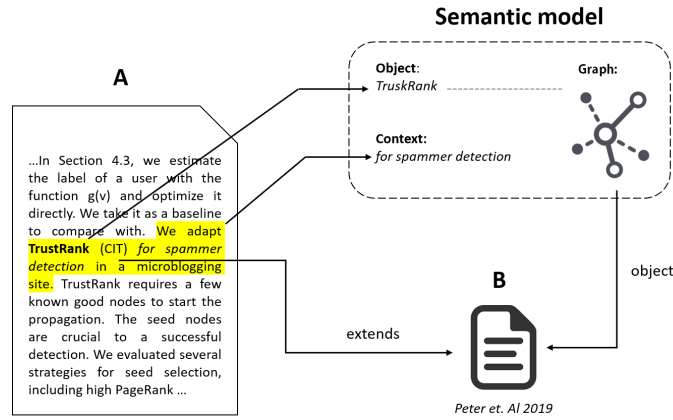 Semantic model
A
Object:
TruskRank
Graph:
Context:
for spammer detection
...In Section 4.3, we estimate
the label of a user with the
function g(v) and optimize it
directly. We take it as a baseline
to compare with. We adapt
TrustRank (CIT) for spammer
detection in a microblogging
site. TrustRank requires a few
known good nodes to start the
propagation. The seed nodes
are crucial to a successful
detection. We evaluated several
strategies for seed selection,
including high PageRank ...
extends
object
B
Peter et. Al 2019